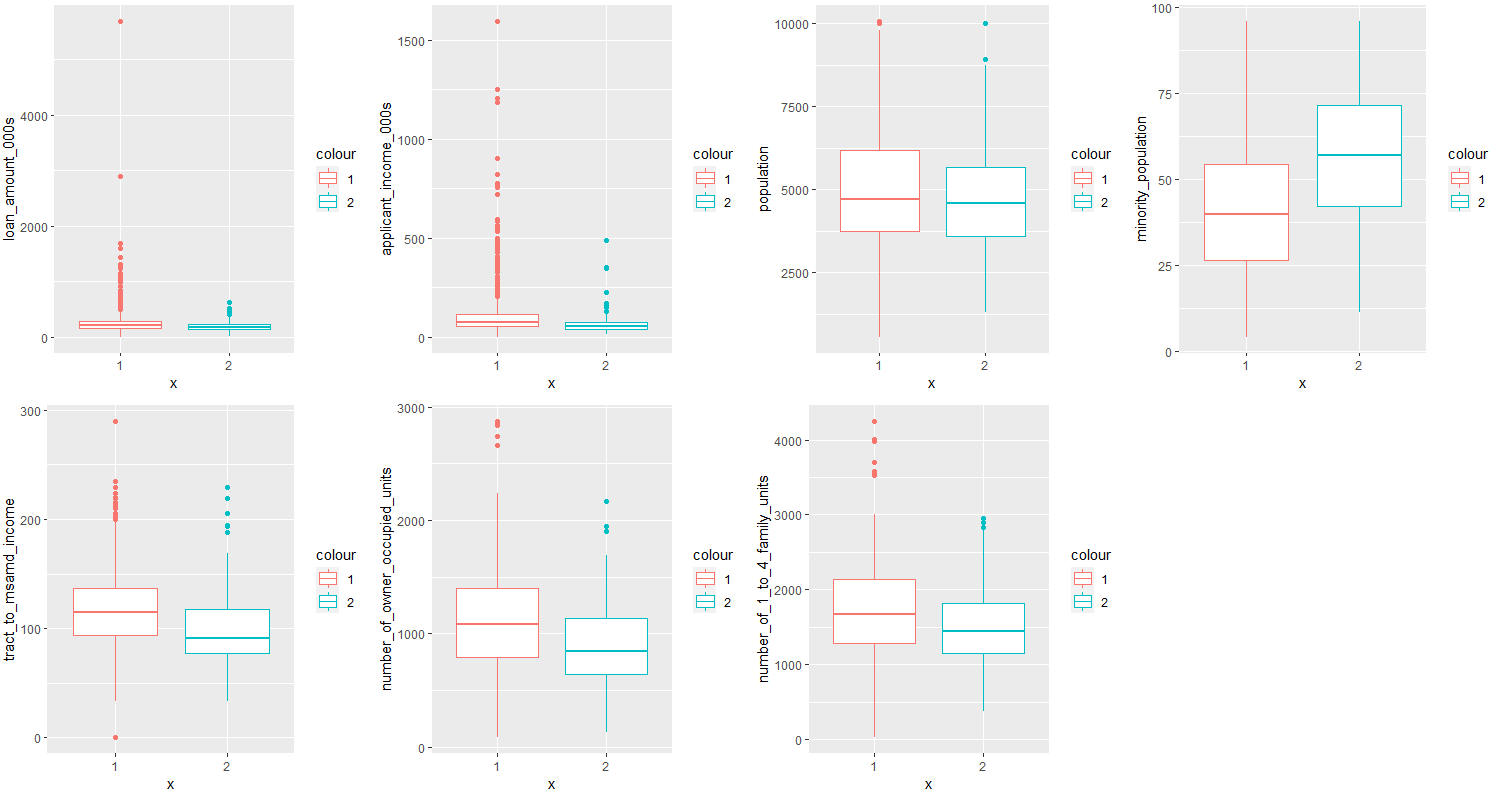 loan_amount_000s
4000
2000
0
1
2
x
colour
1
2
applicant_income_000s
1500
1000
500
0
1
2
x
colour
1
2
population
10000
7500
5000
2500
1
2
x
colour
1
2
minority_population
100
75
50
25
0
1
2
x
colour
1
2
tract_to_msamd_income
300
200
100
0
1
2
x
colour
1
2
number_of_owner_occupied_units
3000
2000
1000
0
1
2
x
colour
1
2
number_of_1_to_4_family_units
4000
3000
2000
1000
0
1
2
x
colour
1
2